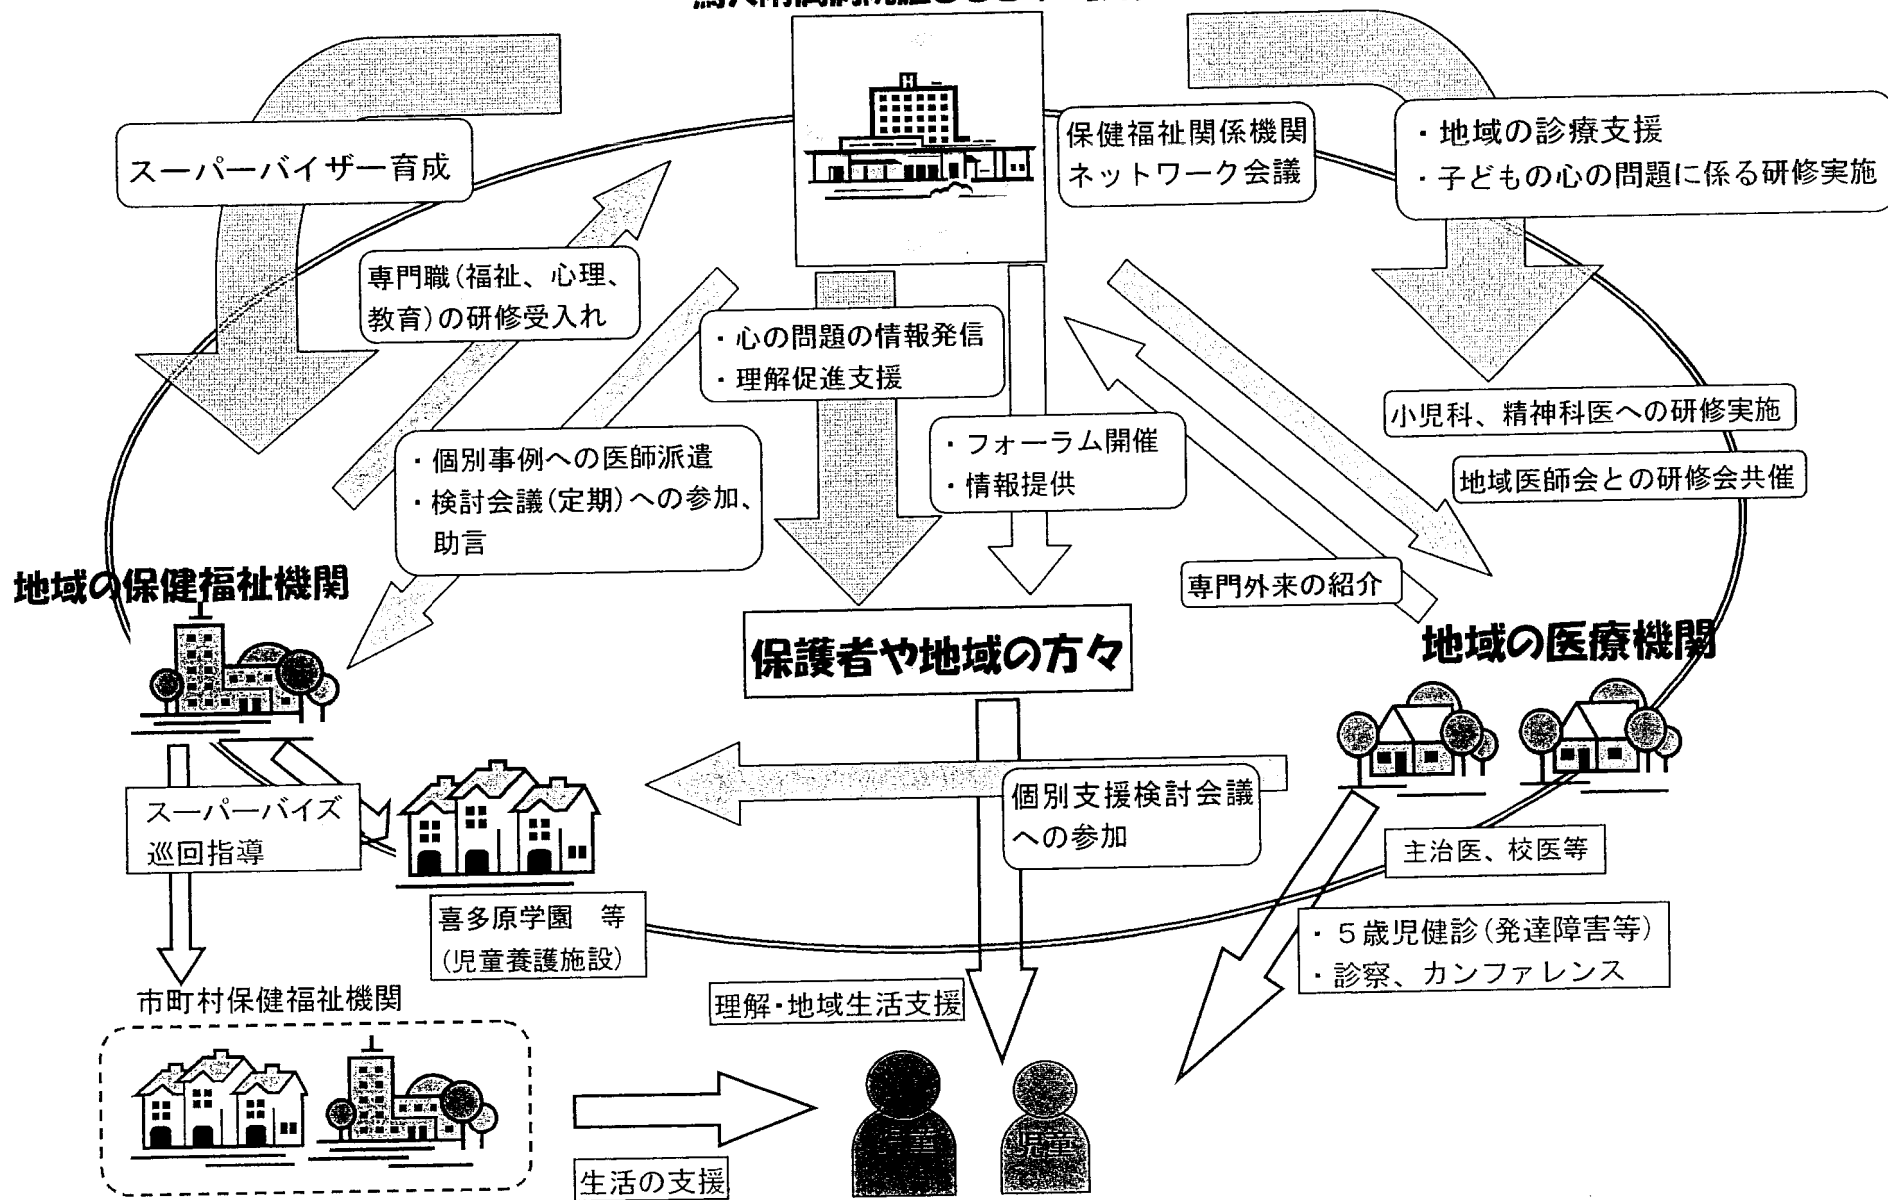 スーパーバイザー育成
保健福祉関係機関
ネットワーク会議
・地域の診療支援
・子どもの心の問題に係る研修実施
専門職(福祉、心理、
教育)の研修受入れ
・心の問題の情報発信
・理解促進支援
小児科、精神科医への研修実施
・個別事例への医師派遣
・検討会議(定期)への参加、
助言
・フォーラム開催
・情報提供
地域医師会との研修会共催
地域の保健福祉機関
専門外来の紹介
保護者や地域の方々
地域の医療機関
スーパーバイズ
巡回指導
個別支援検討会議
への参加
主治医、校医等
喜多原学園 等
(児童養護施設)
・5歳児健診(発達障害等)
・診察、カンファレンス
市町村保健福祉機関
理解・地域生活支援
児童
児童
生活の支援